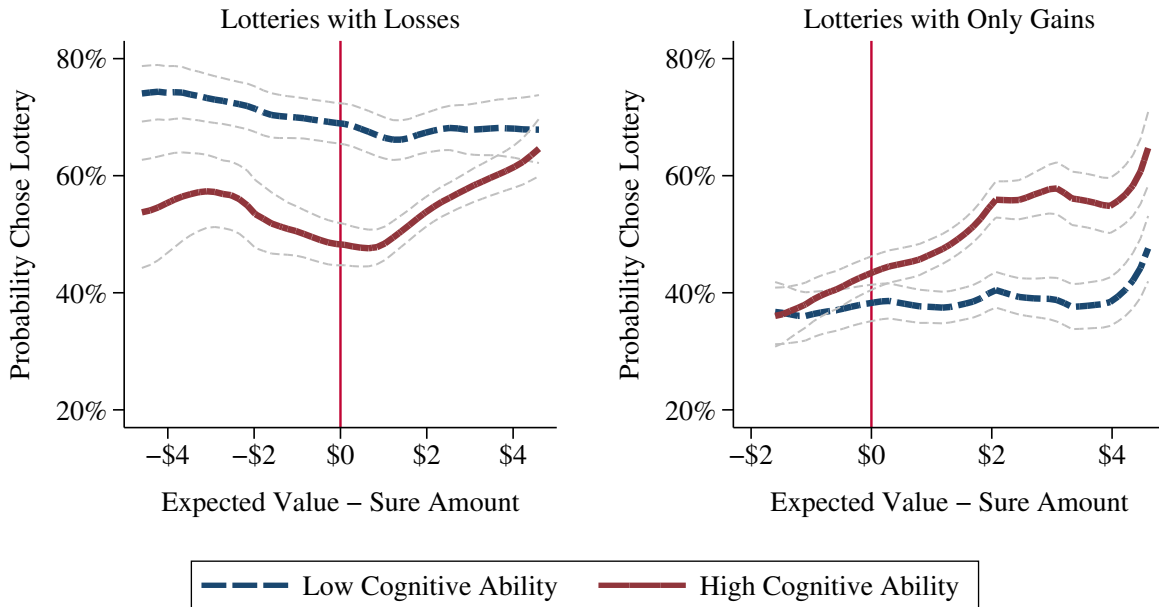 Lotteries with Losses
Probability Chose Lottery
80%
60%
40%
20%
−$4 −$2 $0 $2 $4
Expected Value − Sure Amount
Lotteries with Only Gains
Probability Chose Lottery
80%
60%
40%
20%
−$2 $0 $2 $4
Expected Value − Sure Amount
Low Cognitive Ability High Cognitive Ability